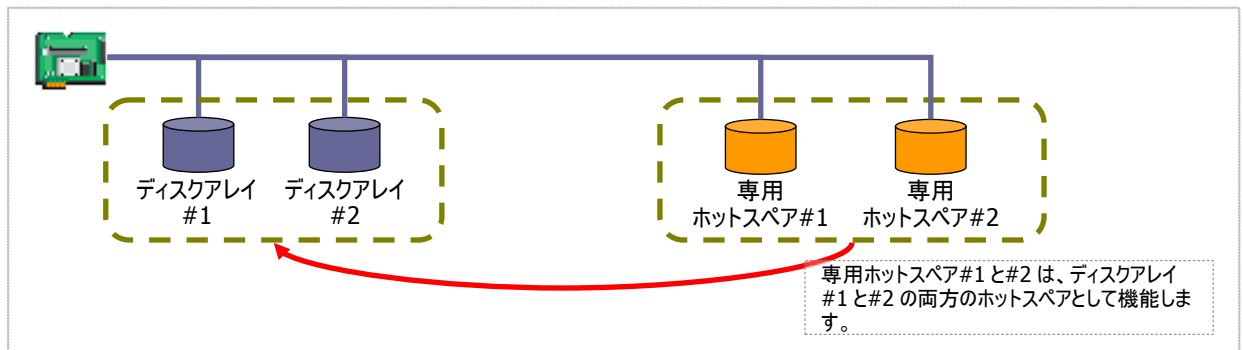 ディスクアレイ
#1
ディスクアレイ
#2
専用
ホットスペア#1
専用
ホットスペア#2
専用ホットスペア#1 と#2 は、ディスクアレイ
#1 と#2 の両方のホットスペアとして機能しま
す。